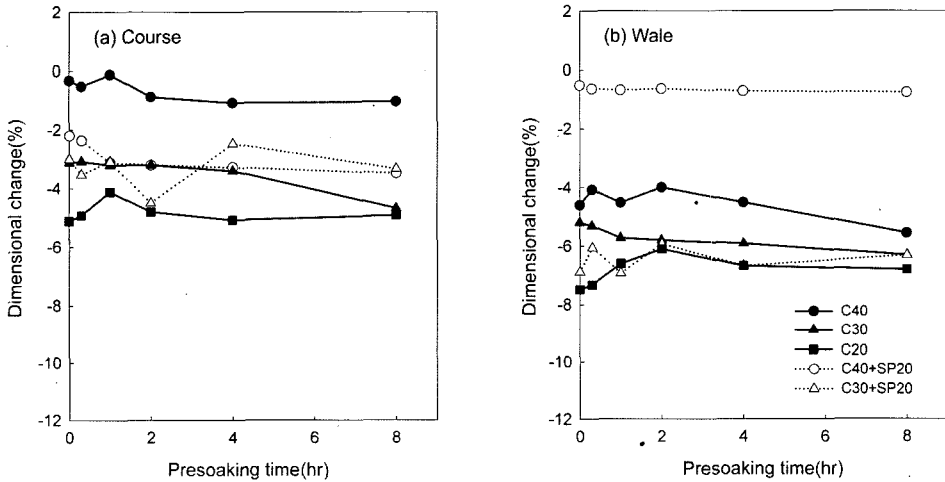 (a) Course
Dimensional change(%)
2
0
-2
-4
-6
-8
-10
-12
0 2 4 6 8
Presoaking time(hr)
(b) Wale
Dimensional change(%)
2
0
-2
-4
-6
-8
-10
-12
C40
C30
C20
C40+SP20
C30+SP20
0 2 4 6 8
Presoaking time(hr)